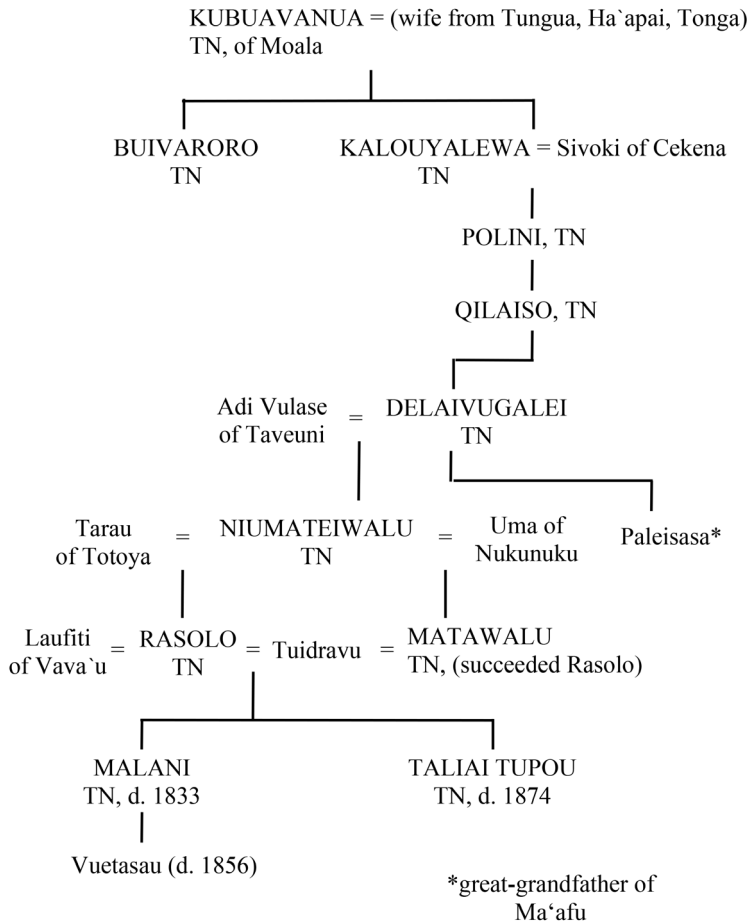 KUBUAVANUA = (wife from Tungua, Ha`apai, Tonga)
TN, of Moala
BUIVARORO
TN
KALOUYALEWA = Sivoki of Cekena
TN
POLINI, TN
QILAISO, TN
Adi Vulase
of Taveuni
=
DELAIVUGALEI
TN
Tarau
of Totoya
=
NIUMATEIWALU
TN
=
Uma of
Nukunuku
Paleisasa*
Laufiti
of Vava`u
=
RASOLO
TN
=
Tuidravu
=
MATAWALU
TN, (succeeded Rasolo)
MALANI
TN, d. 1833
TALIAI TUPOU
TN, d. 1874
Vuetasau (d. 1856)
*great-grandfather of
Ma‘afu